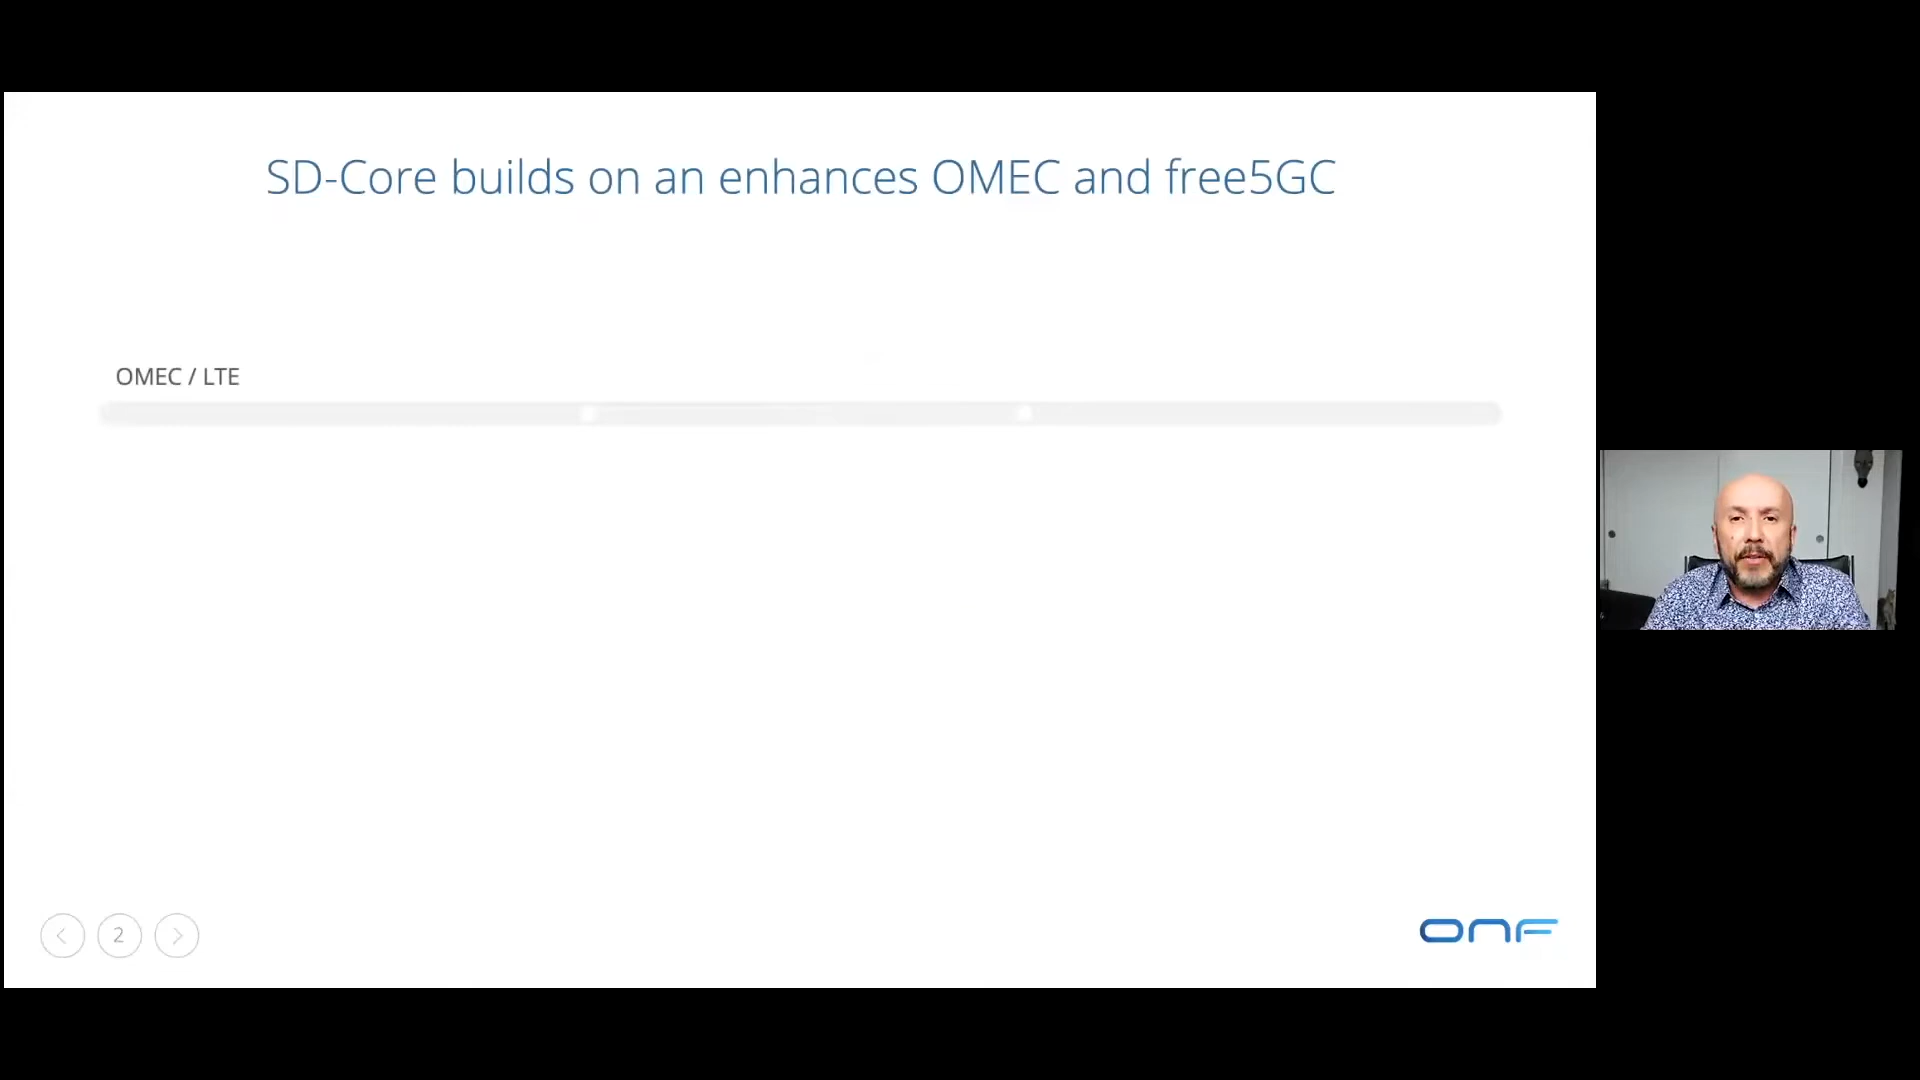 SD-Core builds on an enhances OMEC and free5GC
OMEC / LTE
2
ONF